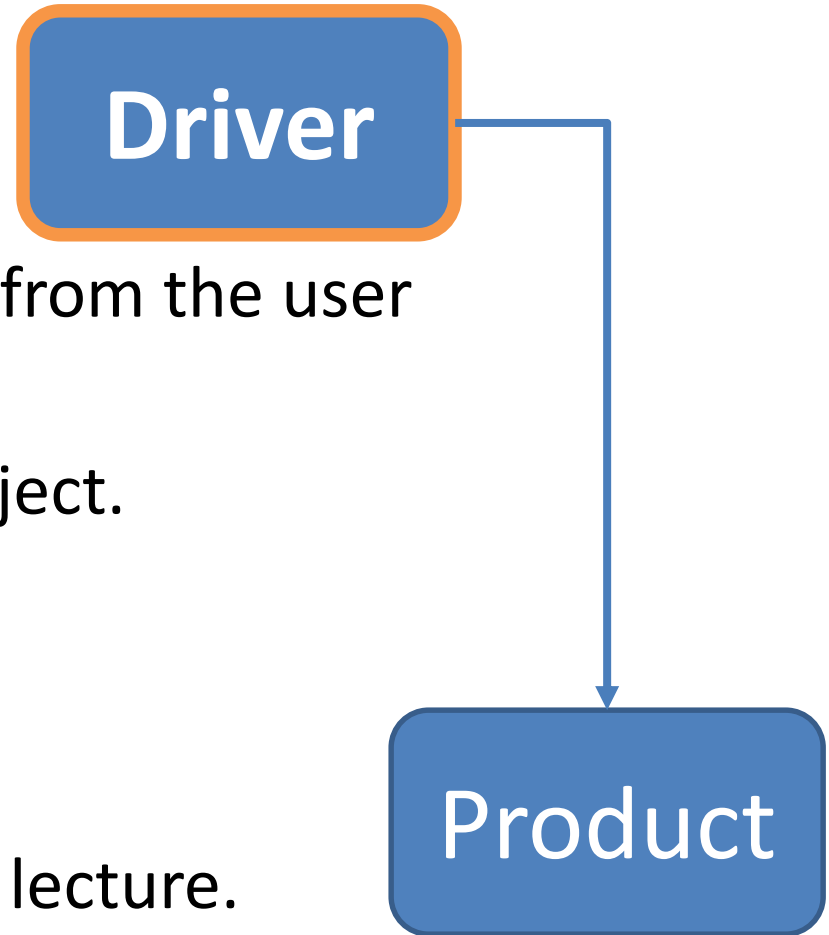 Driver
from the user
ject.
Product
lecture.